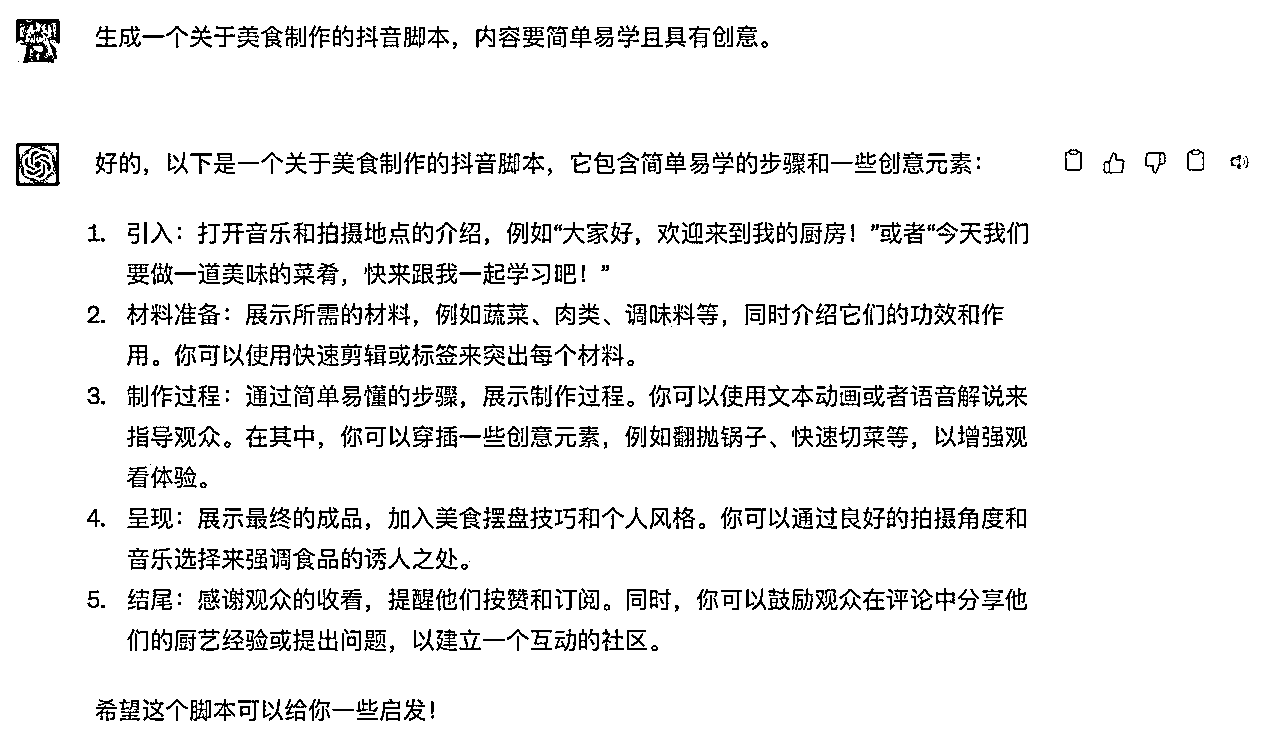 生成一个关于美食制作的抖音脚本，内容要简单易学且具有创意。
好的，以下是一个关于美食制作的抖音脚本，它包含简单易学的步骤和一些创意元素：
1. 引入：打开音乐和拍摄地点的介绍，例如“大家好，欢迎来到我的厨房！”或者“今天我们
要做一道美味的菜肴，快来跟我一起学习吧！”
2. 材料准备：展示所需的材料，例如蔬菜、肉类、调味料等，同时介绍它们的功效和作
用。你可以使用快速剪辑或标签来突出每个材料。
3. 制作过程：通过简单易懂的步骤，展示制作过程。你可以使用文本动画或者语音解说来
指导观众。在其中，你可以穿插一些创意元素，例如翻抛锅子、快速切菜等，以增强观
看体验。
4. 呈现：展示最终的成品，加入美食摆盘技巧和个人风格。你可以通过良好的拍摄角度和
音乐选择来强调食品的诱人之处。
5. 结尾：感谢观众的收看，提醒他们按赞和订阅。同时，你可以鼓励观众在评论中分享他
们的厨艺经验或提出问题，以建立一个互动的社区。
希望这个脚本可以给你一些启发！